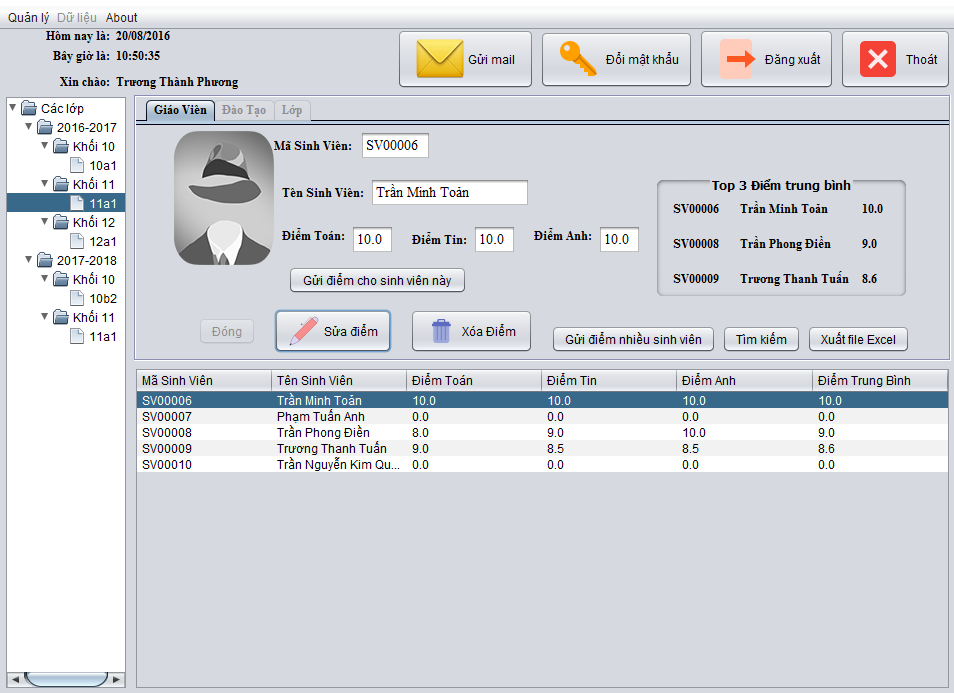 Quản lý Dữ liệu About
Hôm nay là: 20/08/2016
Bây giờ là: 10:50:35
Xin chào: Trương Thành Phương
Gửi mail
Đổi mật khẩu
Đăng xuất
Thoát
Các lớp
2016-2017
Khối 10
10a1
Khối 11
11a1
Khối 12
12a1
2017-2018
Khối 10
10b2
Khối 11
11a1
Giáo Viên Đào Tạo Lớp
Mã Sinh Viên: SV00006
Tên Sinh Viên: Trần Minh Toản
Điểm Toán: 10.0 Điểm Tin: 10.0 Điểm Anh: 10.0
Gửi điểm cho sinh viên này
Top 3 Điểm trung bình
SV00006 Trần Minh Toản 10.0
SV00008 Trần Phong Điền 9.0
SV00009 Trương Thanh Tuấn 8.6
Đóng
Sửa điểm
Xóa Điểm
Gửi điểm nhiều sinh viên
Tìm kiếm
Xuất file Excel
Mã Sinh Viên Tên Sinh Viên Điểm Toán Điểm Tin Điểm Anh Điểm Trung Bình
SV00006 Trần Minh Toản 10.0 10.0 10.0 10.0
SV00007 Phạm Tuấn Anh 0.0 0.0 0.0 0.0
SV00008 Trần Phong Điền 8.0 9.0 10.0 9.0
SV00009 Trương Thanh Tuấn 9.0 8.5 8.5 8.6
SV00010 Trần Nguyễn Kim Qu... 0.0 0.0 0.0 0.0